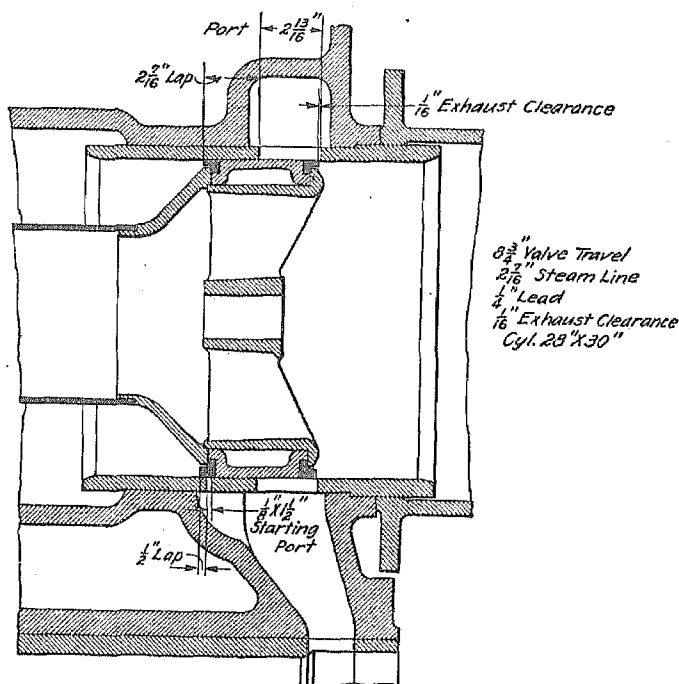 Port 2 13/16"
2 7/16" Lap
1/16" Exhaust Clearance
8 3/4" Valve Travel
2 7/16" Steam Line
1/4" Lead
1/16" Exhaust Clearance
Cyl. 28"X30"
1/8"X1 1/2"
Starting
Port
1/2" Lap